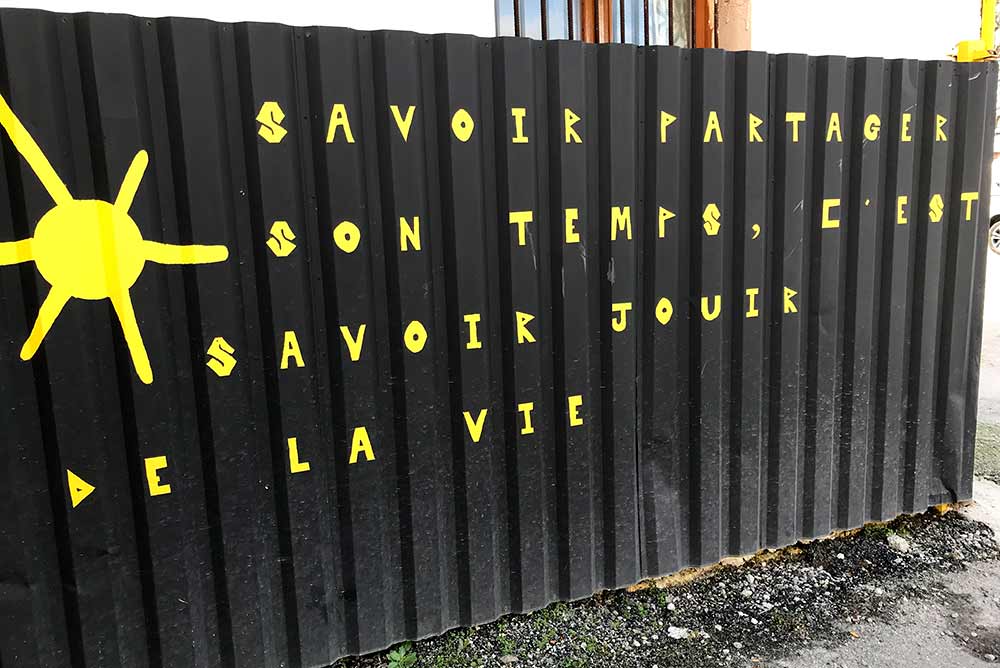 SAVOIR PARTAGER
SON TEMPS, C'EST
SAVOIR JOUIR
DE LA VIE